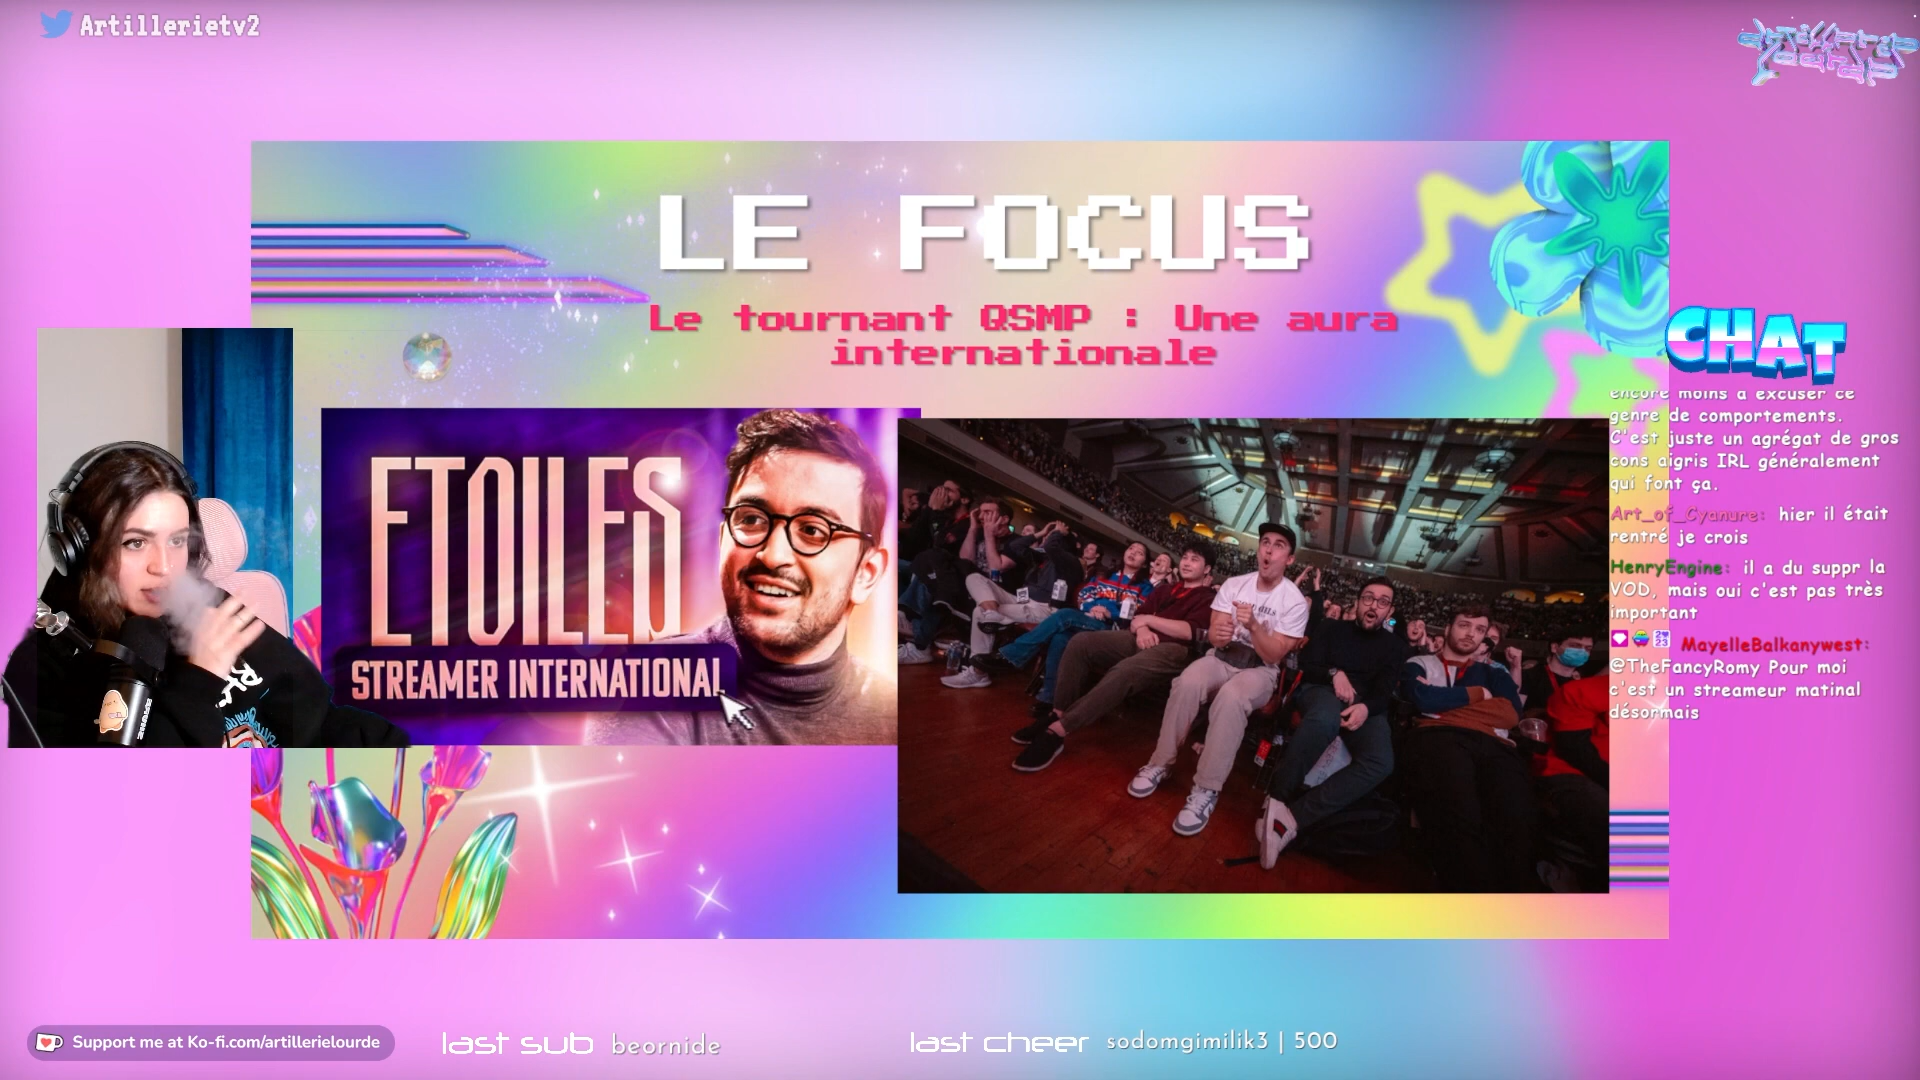 Artillerietv2
LE FOCUS
Le tournant QSMP : Une aura
internationale
ETOILES
STREAMER INTERNATIONAL
CHAT
encore moins à excuser ce
genre de comportements.
C'est juste un agrégat de gros
cons aigris IRL généralement
qui font ça.
Art_of_Cyanure: hier il était
rentré je crois
HenryEngine: il a du suppr la
VOD, mais oui c'est pas très
important
MayelleBalkanywest:
@TheFancyRomy Pour moi
c'est un streameur matinal
désormais
Support me at Ko-fi.com/artillerielourde
last sub beornide
last cheer sodomgimilik3 | 500